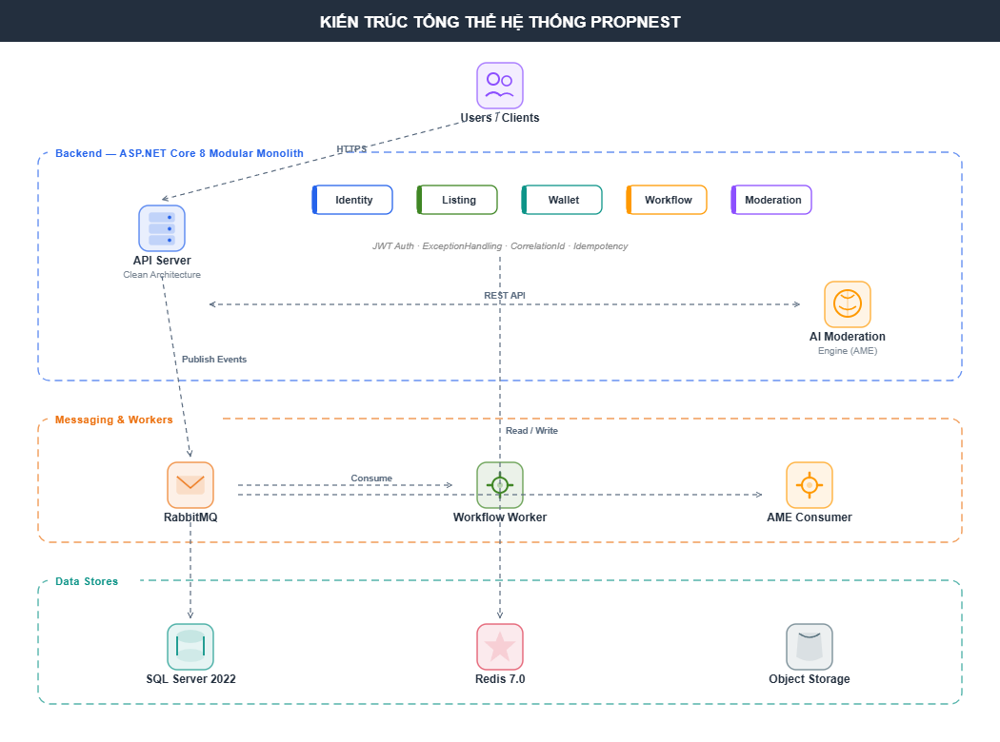 KIẾN TRÚC TỔNG THỂ HỆ THỐNG PROPNEST
Users / Clients
HTTPS
Backend — ASP.NET Core 8 Modular Monolith
Identity
Listing
Wallet
Workflow
Moderation
JWT Auth · ExceptionHandling · CorrelationId · Idempotency
API Server
Clean Architecture
REST API
AI Moderation
Engine (AME)
Publish Events
Messaging & Workers
Read / Write
Consume
RabbitMQ
Workflow Worker
AME Consumer
Data Stores
SQL Server 2022
Redis 7.0
Object Storage